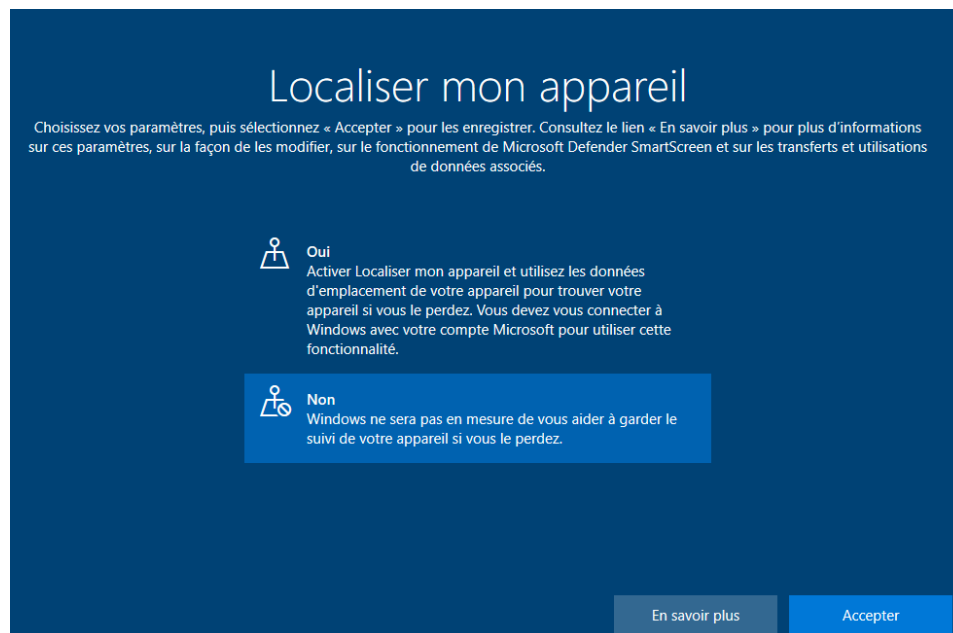 Localiser mon appareil
Choisissez vos paramètres, puis sélectionnez « Accepter » pour les enregistrer. Consultez le lien « En savoir plus » pour plus d'informations
sur ces paramètres, sur la façon de les modifier, sur le fonctionnement de Microsoft Defender SmartScreen et sur les transferts et utilisations
de données associés.
Oui
Activer Localiser mon appareil et utilisez les données
d'emplacement de votre appareil pour trouver votre
appareil si vous le perdez. Vous devez vous connecter à
Windows avec votre compte Microsoft pour utiliser cette
fonctionnalité.
Non
Windows ne sera pas en mesure de vous aider à garder le
suivi de votre appareil si vous le perdez.
En savoir plus
Accepter